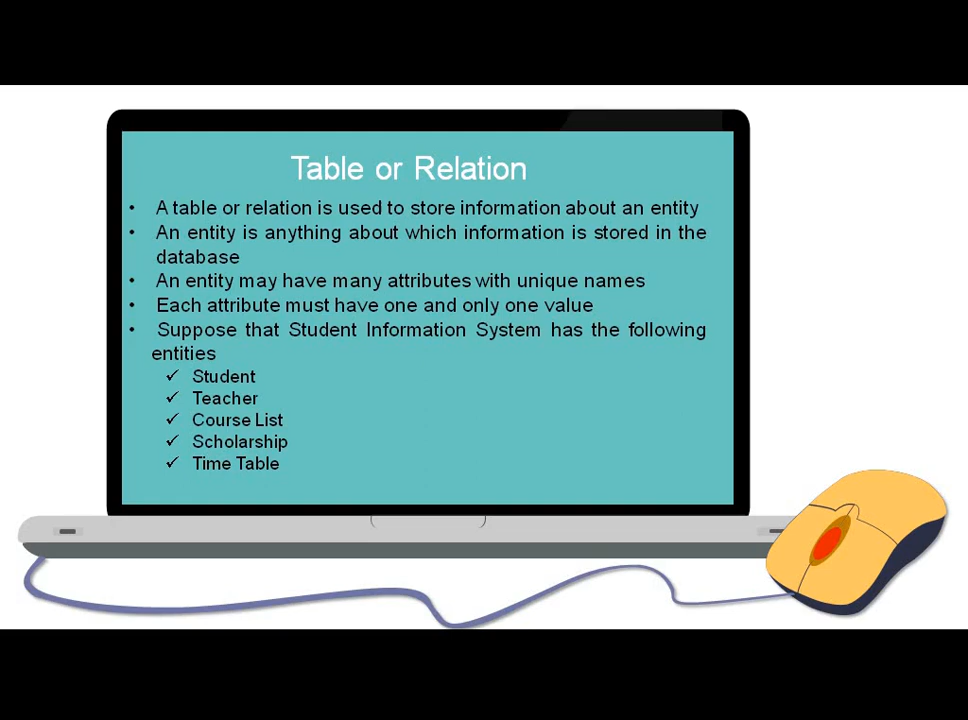 Table or Relation
• A table or relation is used to store information about an entity
• An entity is anything about which information is stored in the
database
• An entity may have many attributes with unique names
• Each attribute must have one and only one value
• Suppose that Student Information System has the following
entities
✓ Student
✓ Teacher
✓ Course List
✓ Scholarship
✓ Time Table